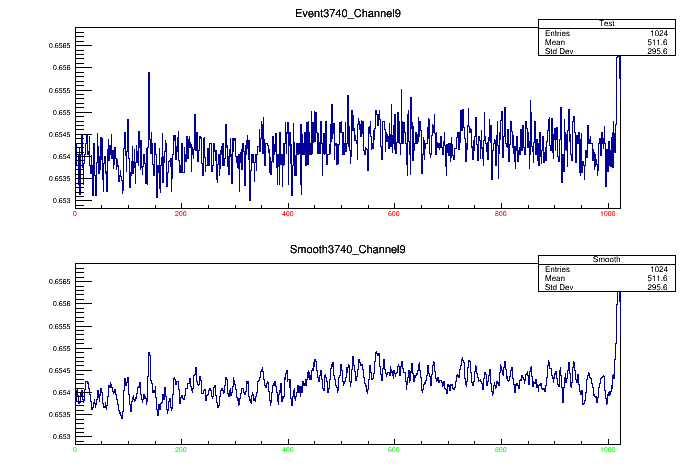 Event3740_Channel9
Test
Entries 1024
Mean 511.6
Std Dev 295.6
0.6565
0.656
0.6555
0.655
0.6545
0.654
0.6535
0.653
0 200 400 600 800 1000
Smooth3740_Channel9
Smooth
Entries 1024
Mean 511.6
Std Dev 295.6
0.6565
0.656
0.6555
0.655
0.6545
0.654
0.6535
0.653
0 200 400 600 800 1000